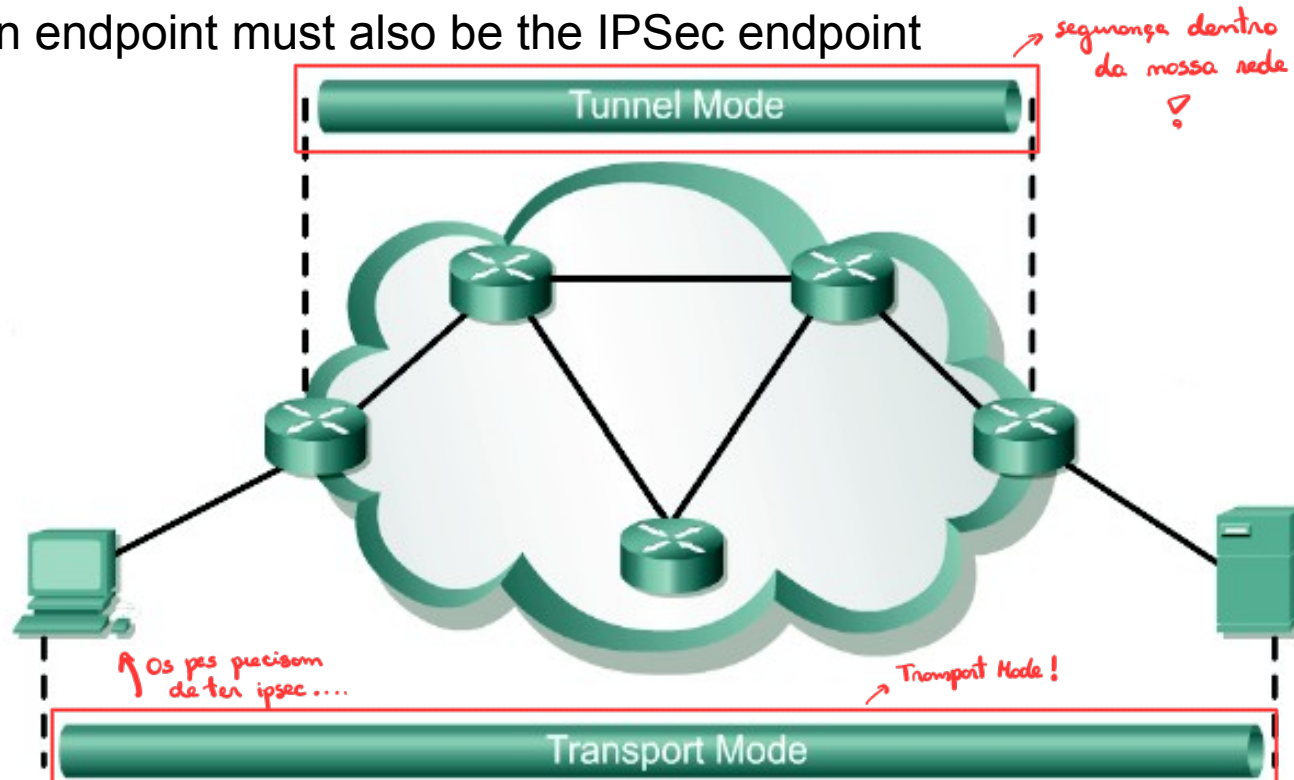 n endpoint must also be the IPSec endpoint
segurança dentro
da nossa rede
!
Tunnel Mode
Os pcs precisam
de ter ipsec....
Transport Mode!
Transport Mode